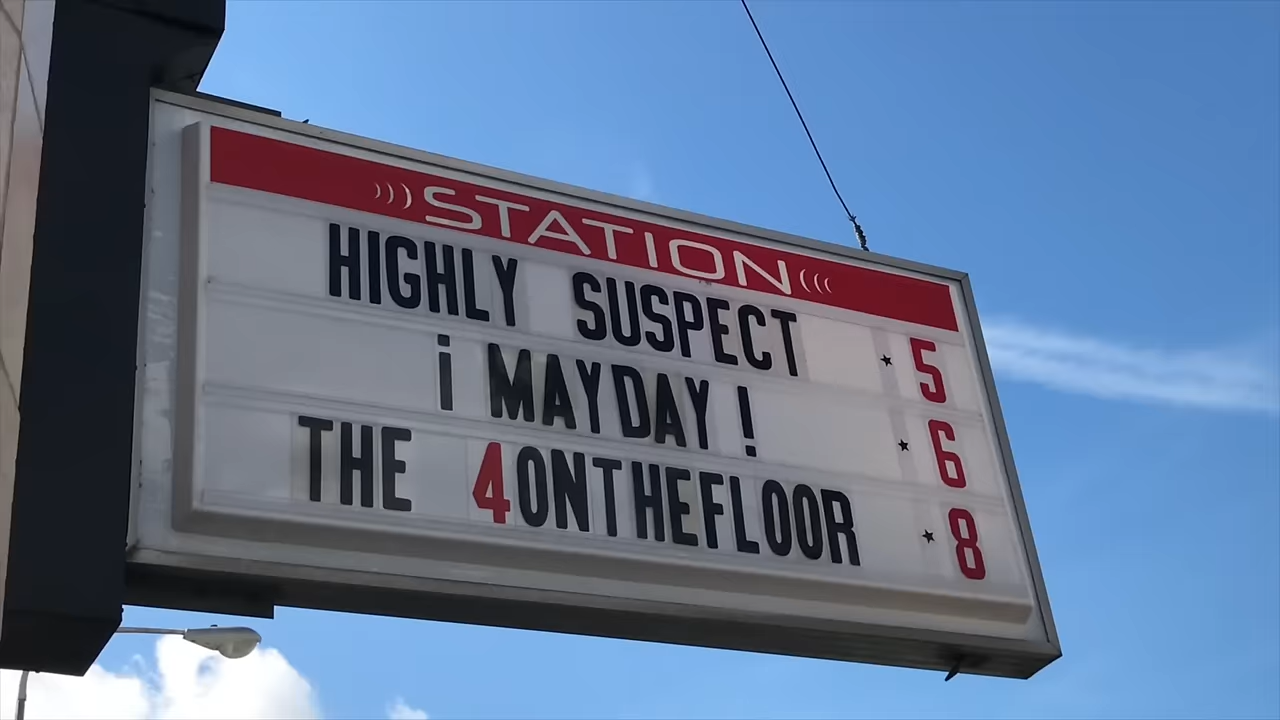 STATION
HIGHLY SUSPECT ★ 5
¡ MAYDAY ! ★ 6
THE 4ONTHEFLOOR ★ 8